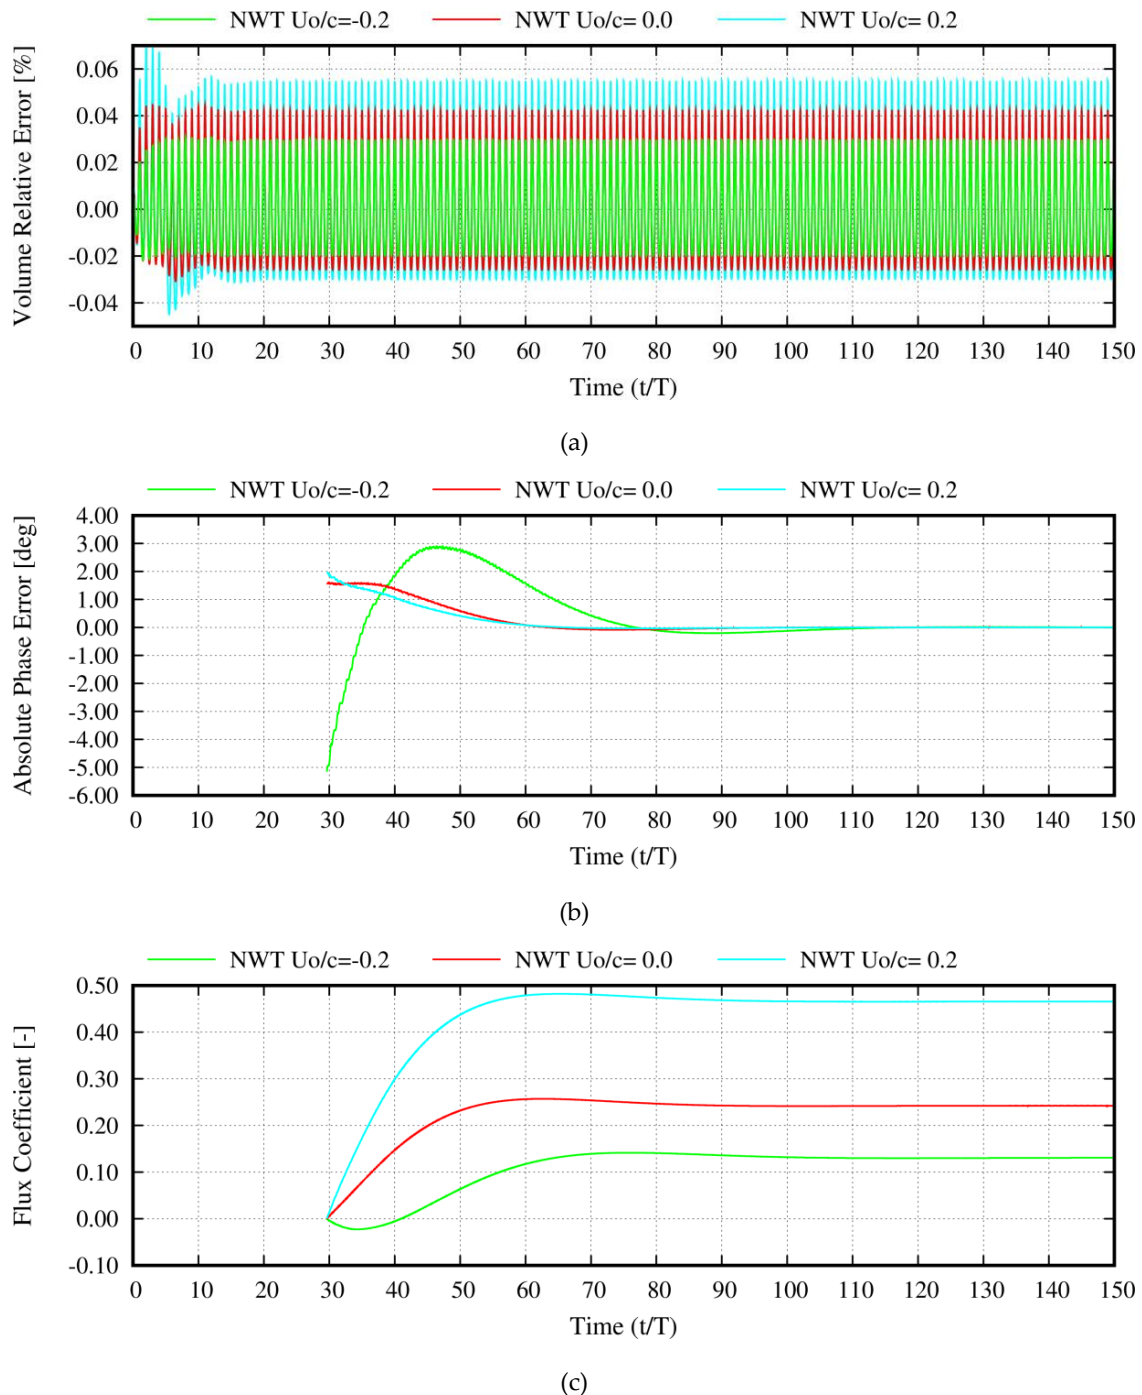 NWT Uo/c=-0.2 NWT Uo/c= 0.0 NWT Uo/c= 0.2
Volume Relative Error [%]
0.06
0.04
0.02
0.00
-0.02
-0.04
0 10 20 30 40 50 60 70 80 90 100 110 120 130 140 150
Time (t/T)
(a)
NWT Uo/c=-0.2 NWT Uo/c= 0.0 NWT Uo/c= 0.2
Absolute Phase Error [deg]
4.00
3.00
2.00
1.00
0.00
-1.00
-2.00
-3.00
-4.00
-5.00
-6.00
0 10 20 30 40 50 60 70 80 90 100 110 120 130 140 150
Time (t/T)
(b)
NWT Uo/c=-0.2 NWT Uo/c= 0.0 NWT Uo/c= 0.2
Flux Coefficient [-]
0.50
0.40
0.30
0.20
0.10
0.00
-0.10
0 10 20 30 40 50 60 70 80 90 100 110 120 130 140 150
Time (t/T)
(c)